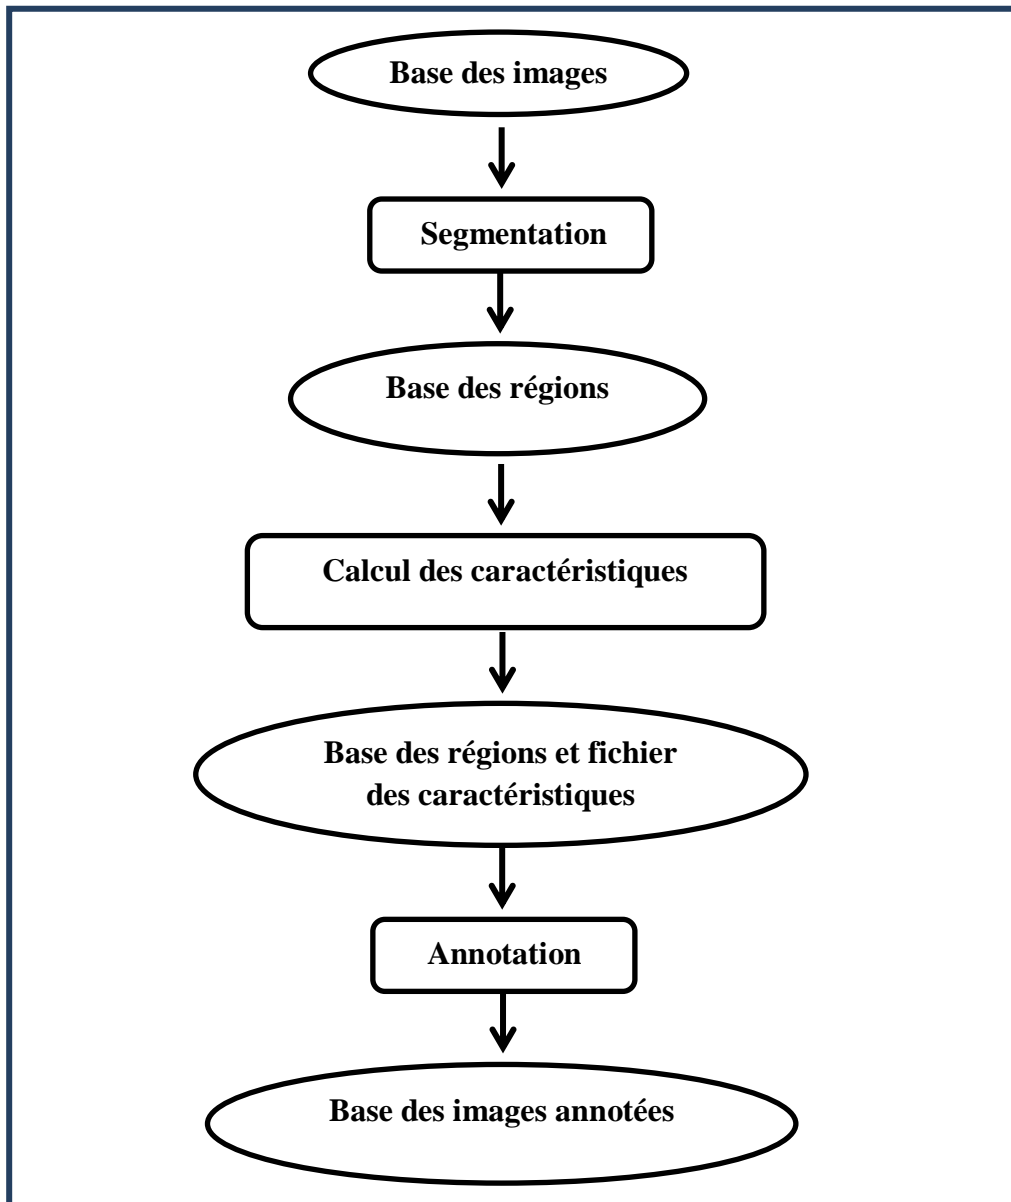 Base des images
Segmentation
Base des régions
Calcul des caractéristiques
Base des régions et fichier
des caractéristiques
Annotation
Base des images annotées